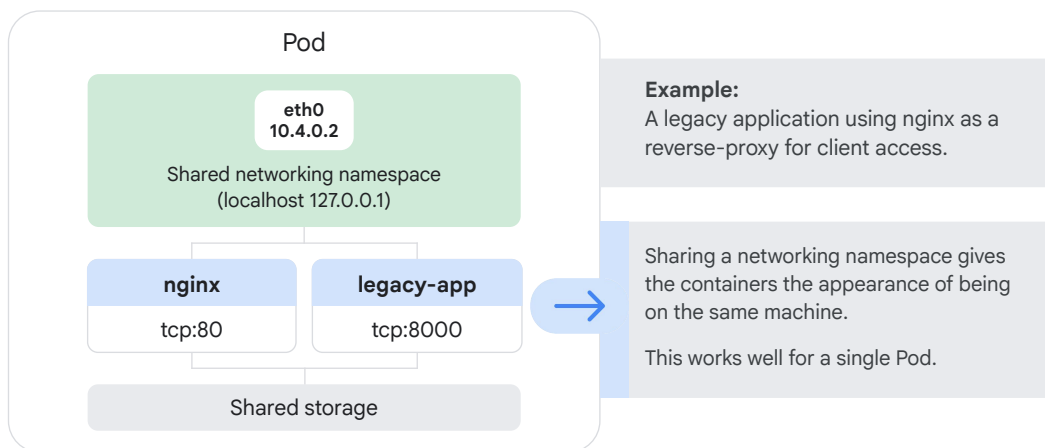 Pod
eth0
10.4.0.2
Shared networking namespace
(localhost 127.0.0.1)
nginx
tcp:80
legacy-app
tcp:8000
Shared storage
Example:
A legacy application using nginx as a
reverse-proxy for client access.
Sharing a networking namespace gives
the containers the appearance of being
on the same machine.
This works well for a single Pod.